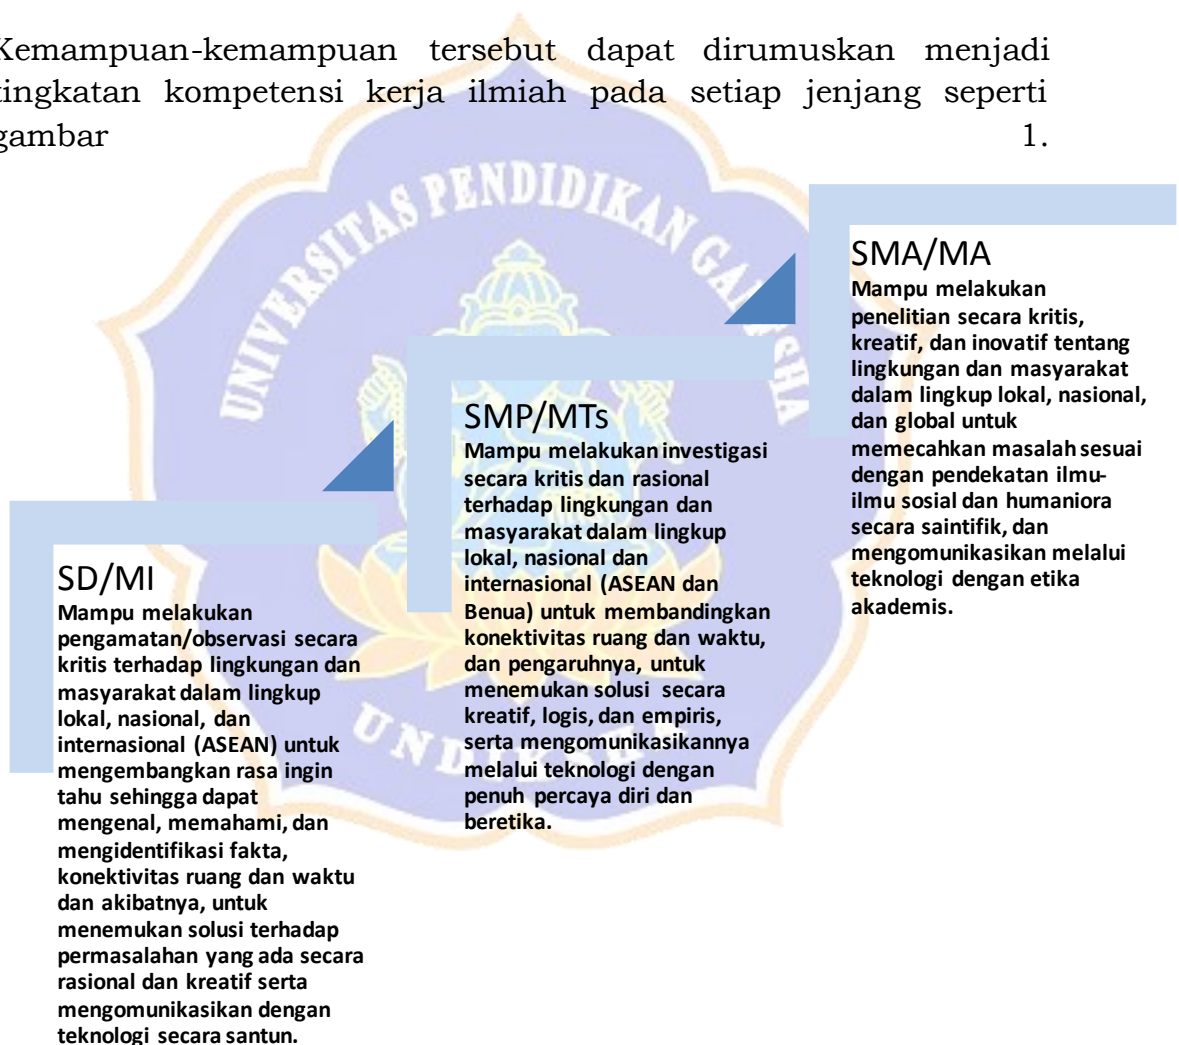 Kemampuan-kemampuan tersebut dapat dirumuskan menjadi
tingkatan kompetensi kerja ilmiah pada setiap jenjang seperti
gambar 1.
UNIVERSITAS PENDIDIKAN GANESHA
UNDIKSHA
SD/MI
Mampu melakukan
pengamatan/observasi secara
kritis terhadap lingkungan dan
masyarakat dalam lingkup
lokal, nasional, dan
internasional (ASEAN) untuk
mengembangkan rasa ingin
tahu sehingga dapat
mengenal, memahami, dan
mengidentifikasi fakta,
konektivitas ruang dan waktu
dan akibatnya, untuk
menemukan solusi terhadap
permasalahan yang ada secara
rasional dan kreatif serta
mengomunikasikan dengan
teknologi secara santun.
SMP/MTs
Mampu melakukan investigasi
secara kritis dan rasional
terhadap lingkungan dan
masyarakat dalam lingkup
lokal, nasional dan
internasional (ASEAN dan
Benua) untuk membandingkan
konektivitas ruang dan waktu,
dan pengaruhnya, untuk
menemukan solusi secara
kreatif, logis, dan empiris,
serta mengomunikasikannya
melalui teknologi dengan
penuh percaya diri dan
beretika.
SMA/MA
Mampu melakukan
penelitian secara kritis,
kreatif, dan inovatif tentang
lingkungan dan masyarakat
dalam lingkup lokal, nasional,
dan global untuk
memecahkan masalah sesuai
dengan pendekatan ilmu-
ilmu sosial dan humaniora
secara saintifik, dan
mengomunikasikan melalui
teknologi dengan etika
akademis.